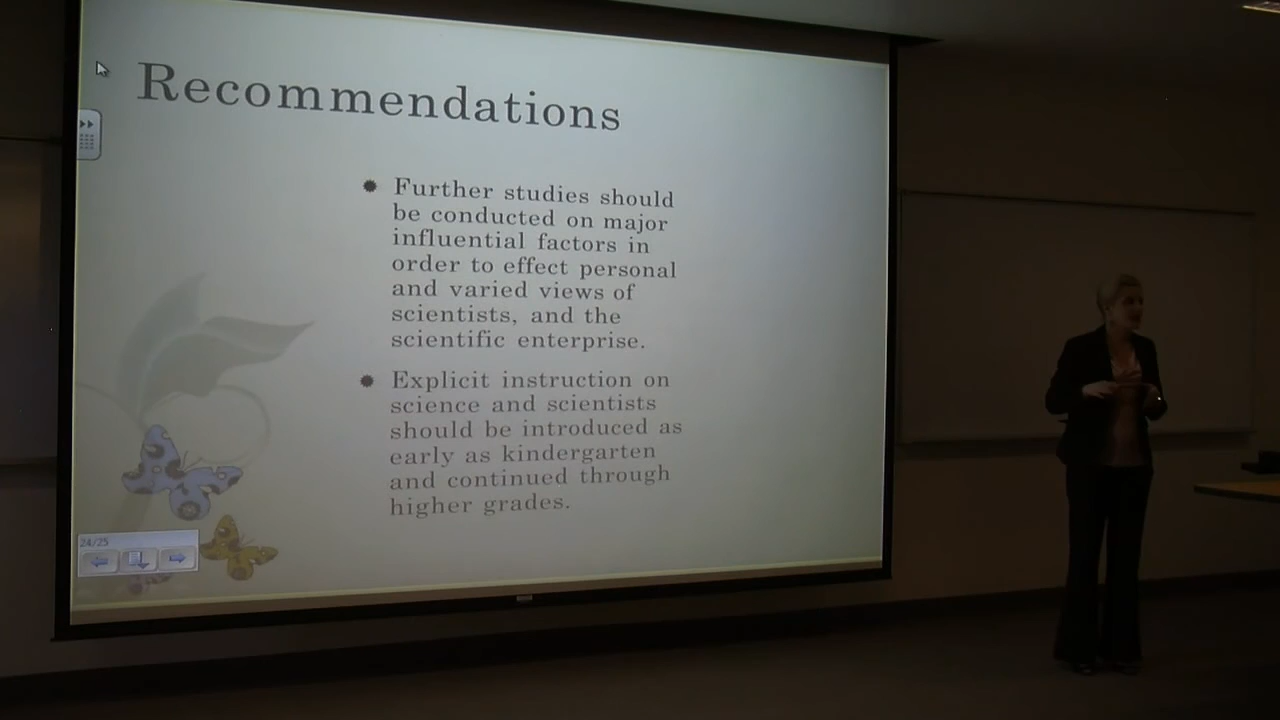 Recommendations
Further studies should
be conducted on major
influential factors in
order to effect personal
and varied views of
scientists, and the
scientific enterprise.
Explicit instruction on
science and scientists
should be introduced as
early as kindergarten
and continued through
higher grades.
24/25